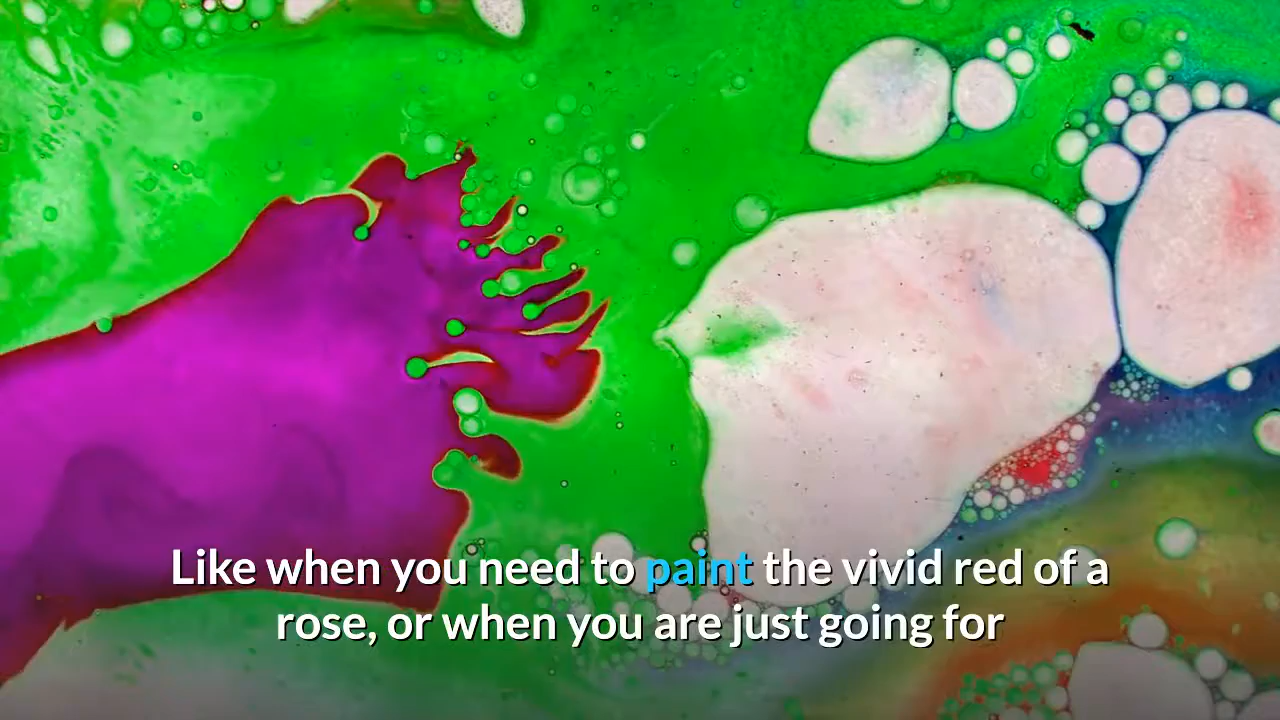 Like when you need to paint the vivid red of a
rose, or when you are just going for